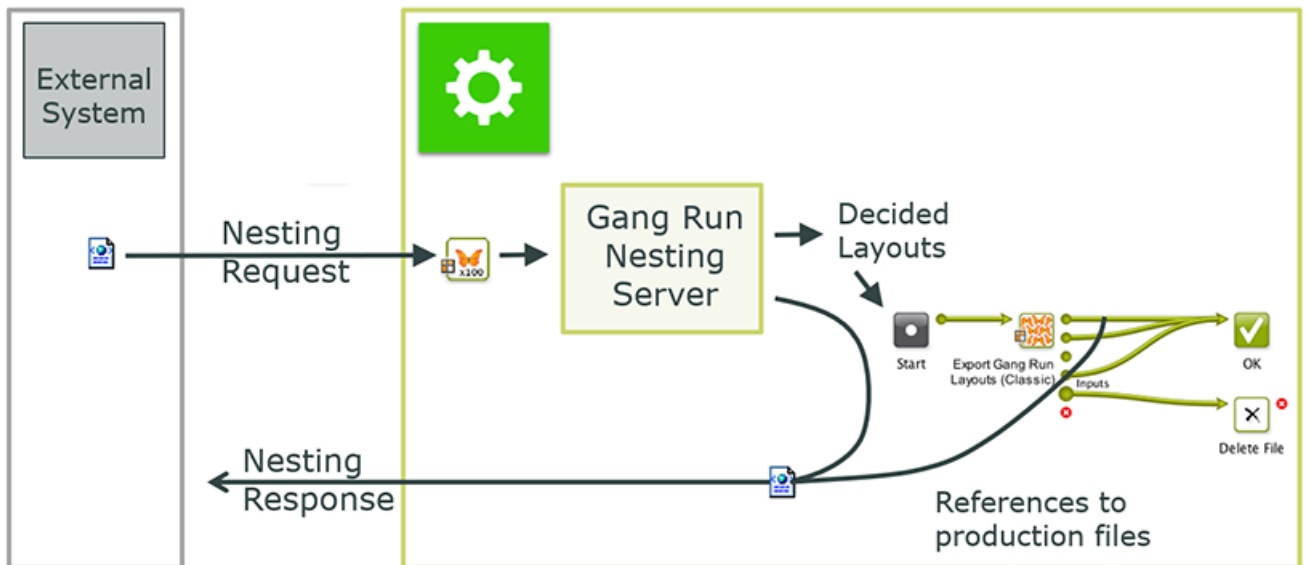 External
System
Nesting
Request
x100
Gang Run
Nesting
Server
Decided
Layouts
Start
Export Gang Run
Layouts (Classic)
Inputs
OK
Delete File
Nesting
Response
References to
production files